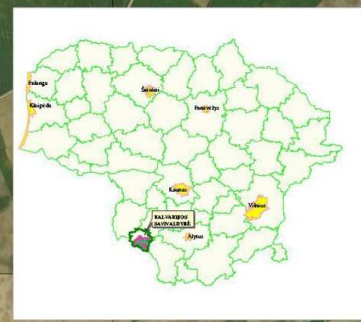 Palanga
Klaipėda
Šiauliai
Panevėžys
Kaunas
Vilnius
KALVARIJOS
SAVIVALDYBĖ
Alytus